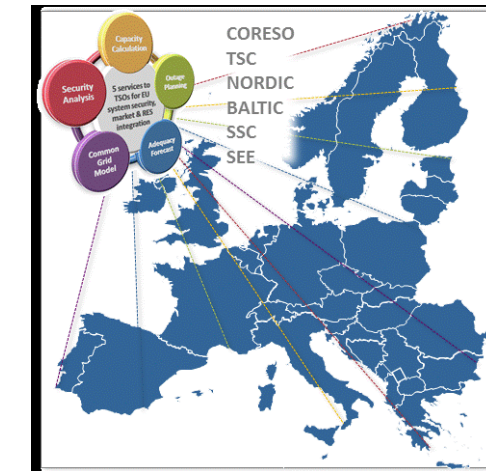 Capacity
Calculation
Outage
Planning
Security
Analysis
5 services to
TSOs for EU
system security,
market & RES
integration
Common
Grid
Model
Adequacy
Forecast
CORESO
TSC
NORDIC
BALTIC
SSC
SEE